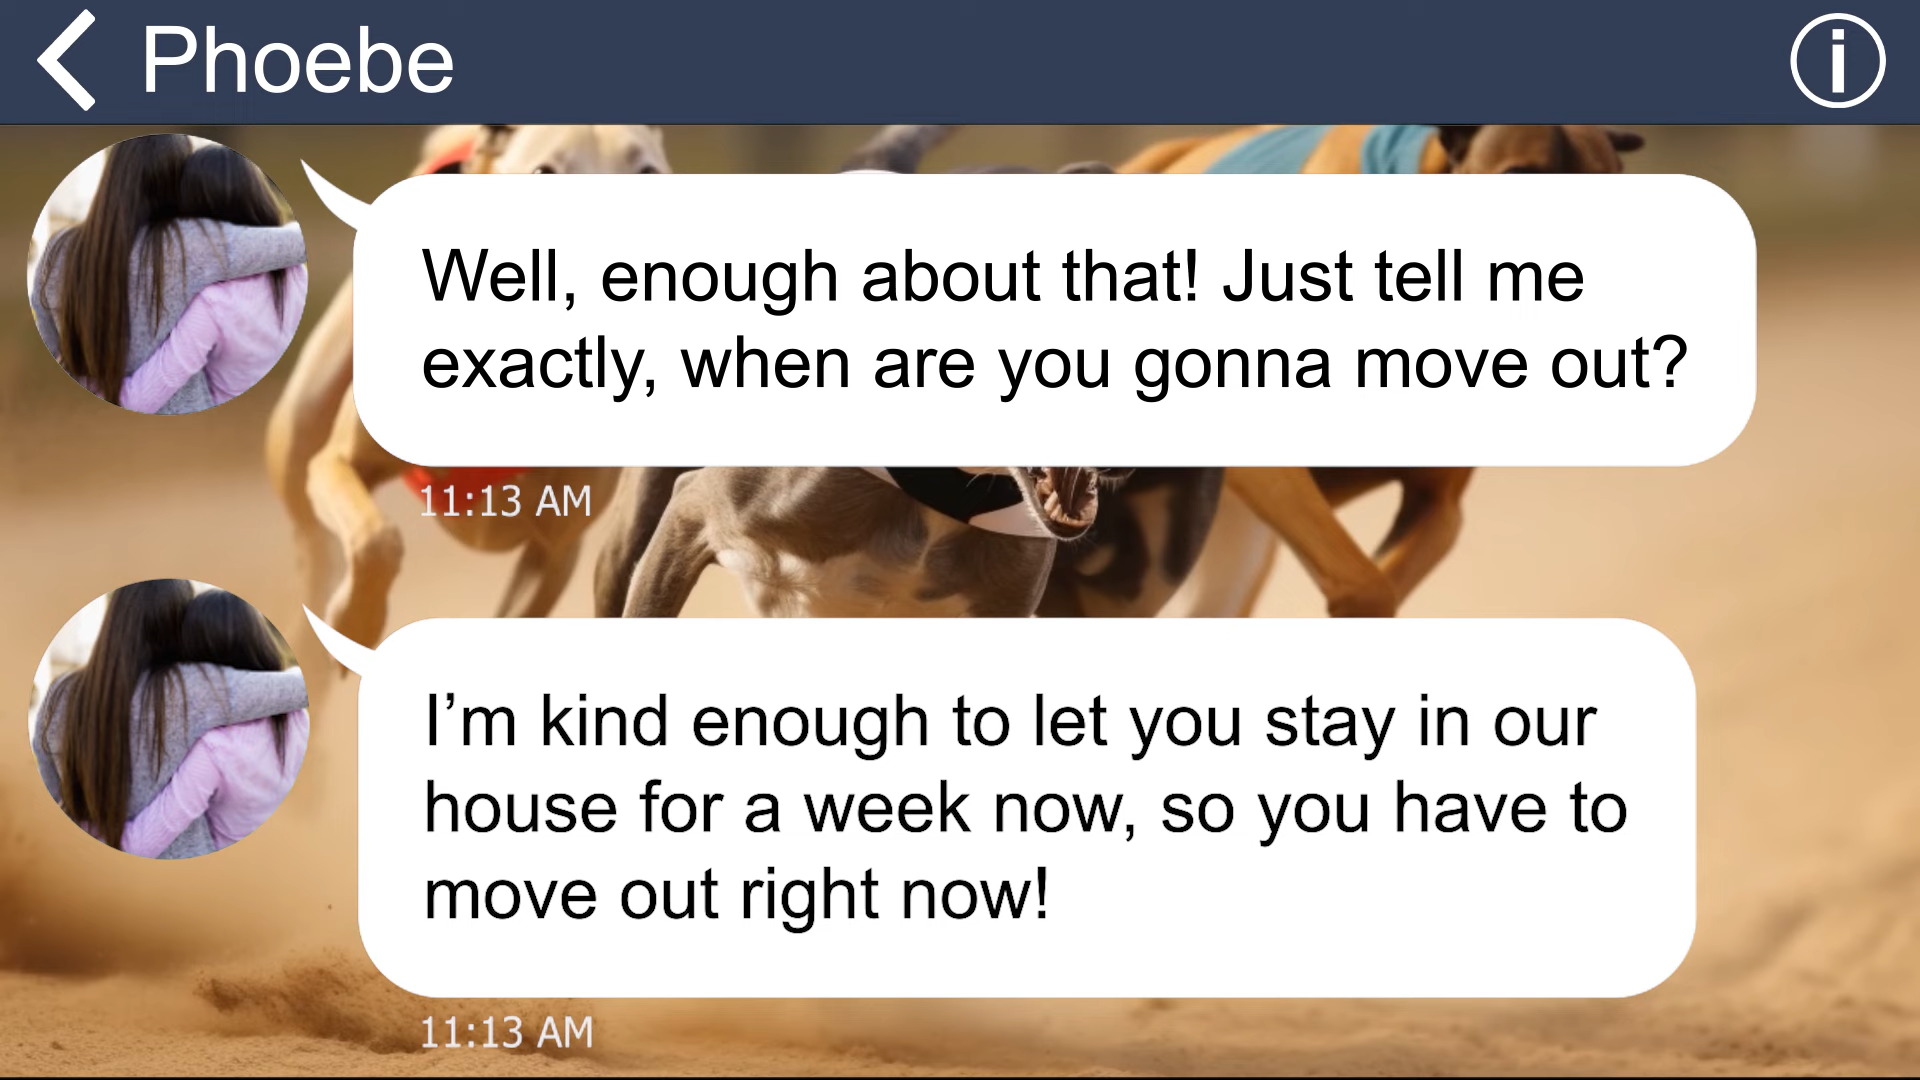 Phoebe
Well, enough about that! Just tell me
exactly, when are you gonna move out?
11:13 AM
I’m kind enough to let you stay in our
house for a week now, so you have to
move out right now!
11:13 AM